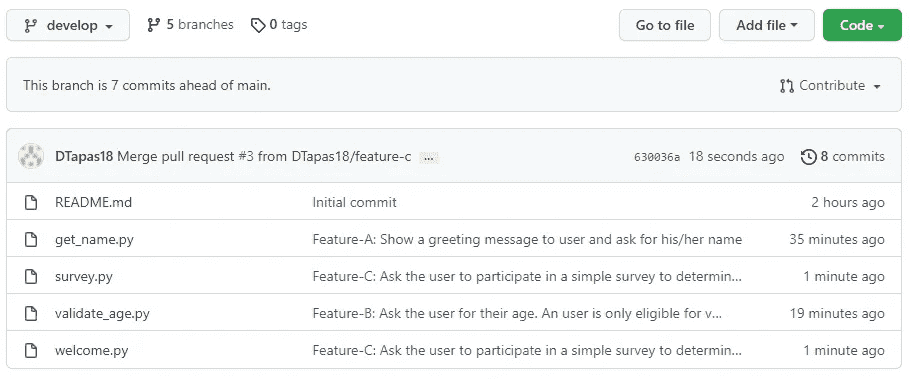 develop 5 branches 0 tags Go to file Add file Code
This branch is 7 commits ahead of main. Contribute
DTapas18 Merge pull request #3 from DTapas18/feature-c ... 630036a 18 seconds ago 8 commits
README.md Initial commit 2 hours ago
get_name.py Feature-A: Show a greeting message to user and ask for his/her name 35 minutes ago
survey.py Feature-C: Ask the user to participate in a simple survey to determin... 1 minute ago
validate_age.py Feature-B: Ask the user for their age. An user is only eligible for v... 19 minutes ago
welcome.py Feature-C: Ask the user to participate in a simple survey to determin... 1 minute ago